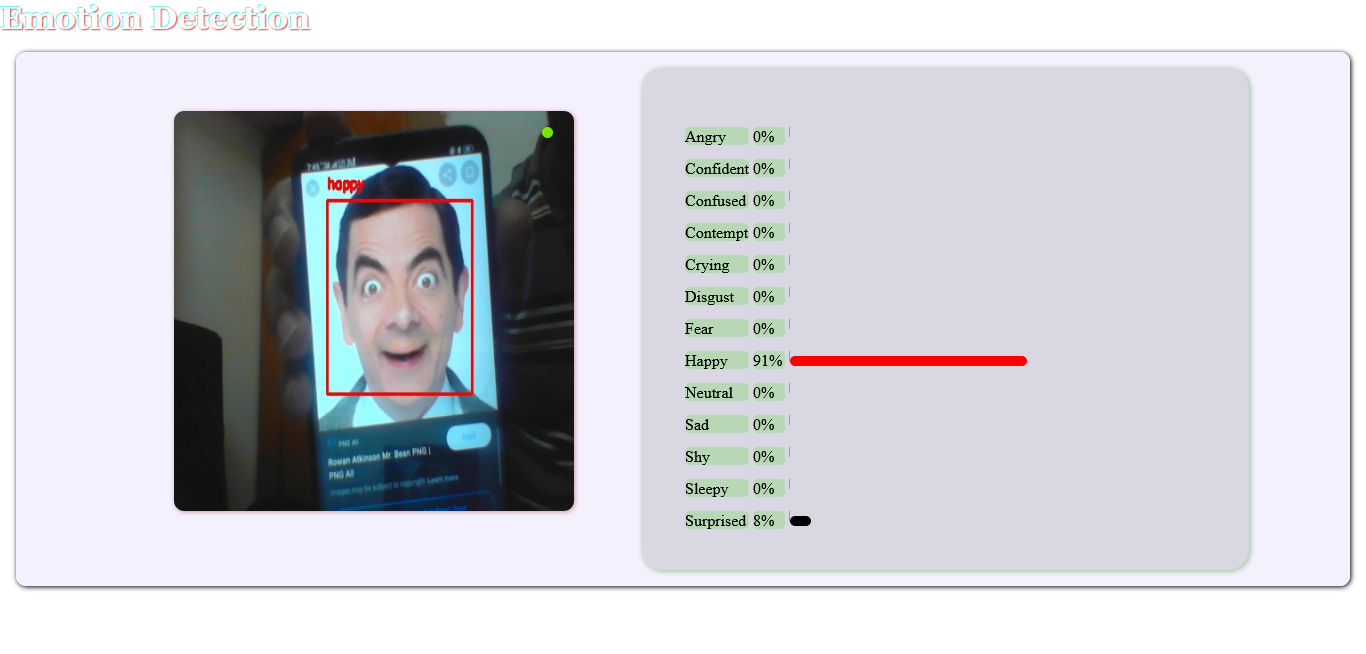 Emotion Detection
7:45
happy
PNG All
Visit
Rowan Atkinson Mr. Bean PNG |
PNG All
Images may be subject to copyright. Learn more
Angry 0%
Confident 0%
Confused 0%
Contempt 0%
Crying 0%
Disgust 0%
Fear 0%
Happy 91%
Neutral 0%
Sad 0%
Shy 0%
Sleepy 0%
Surprised 8%